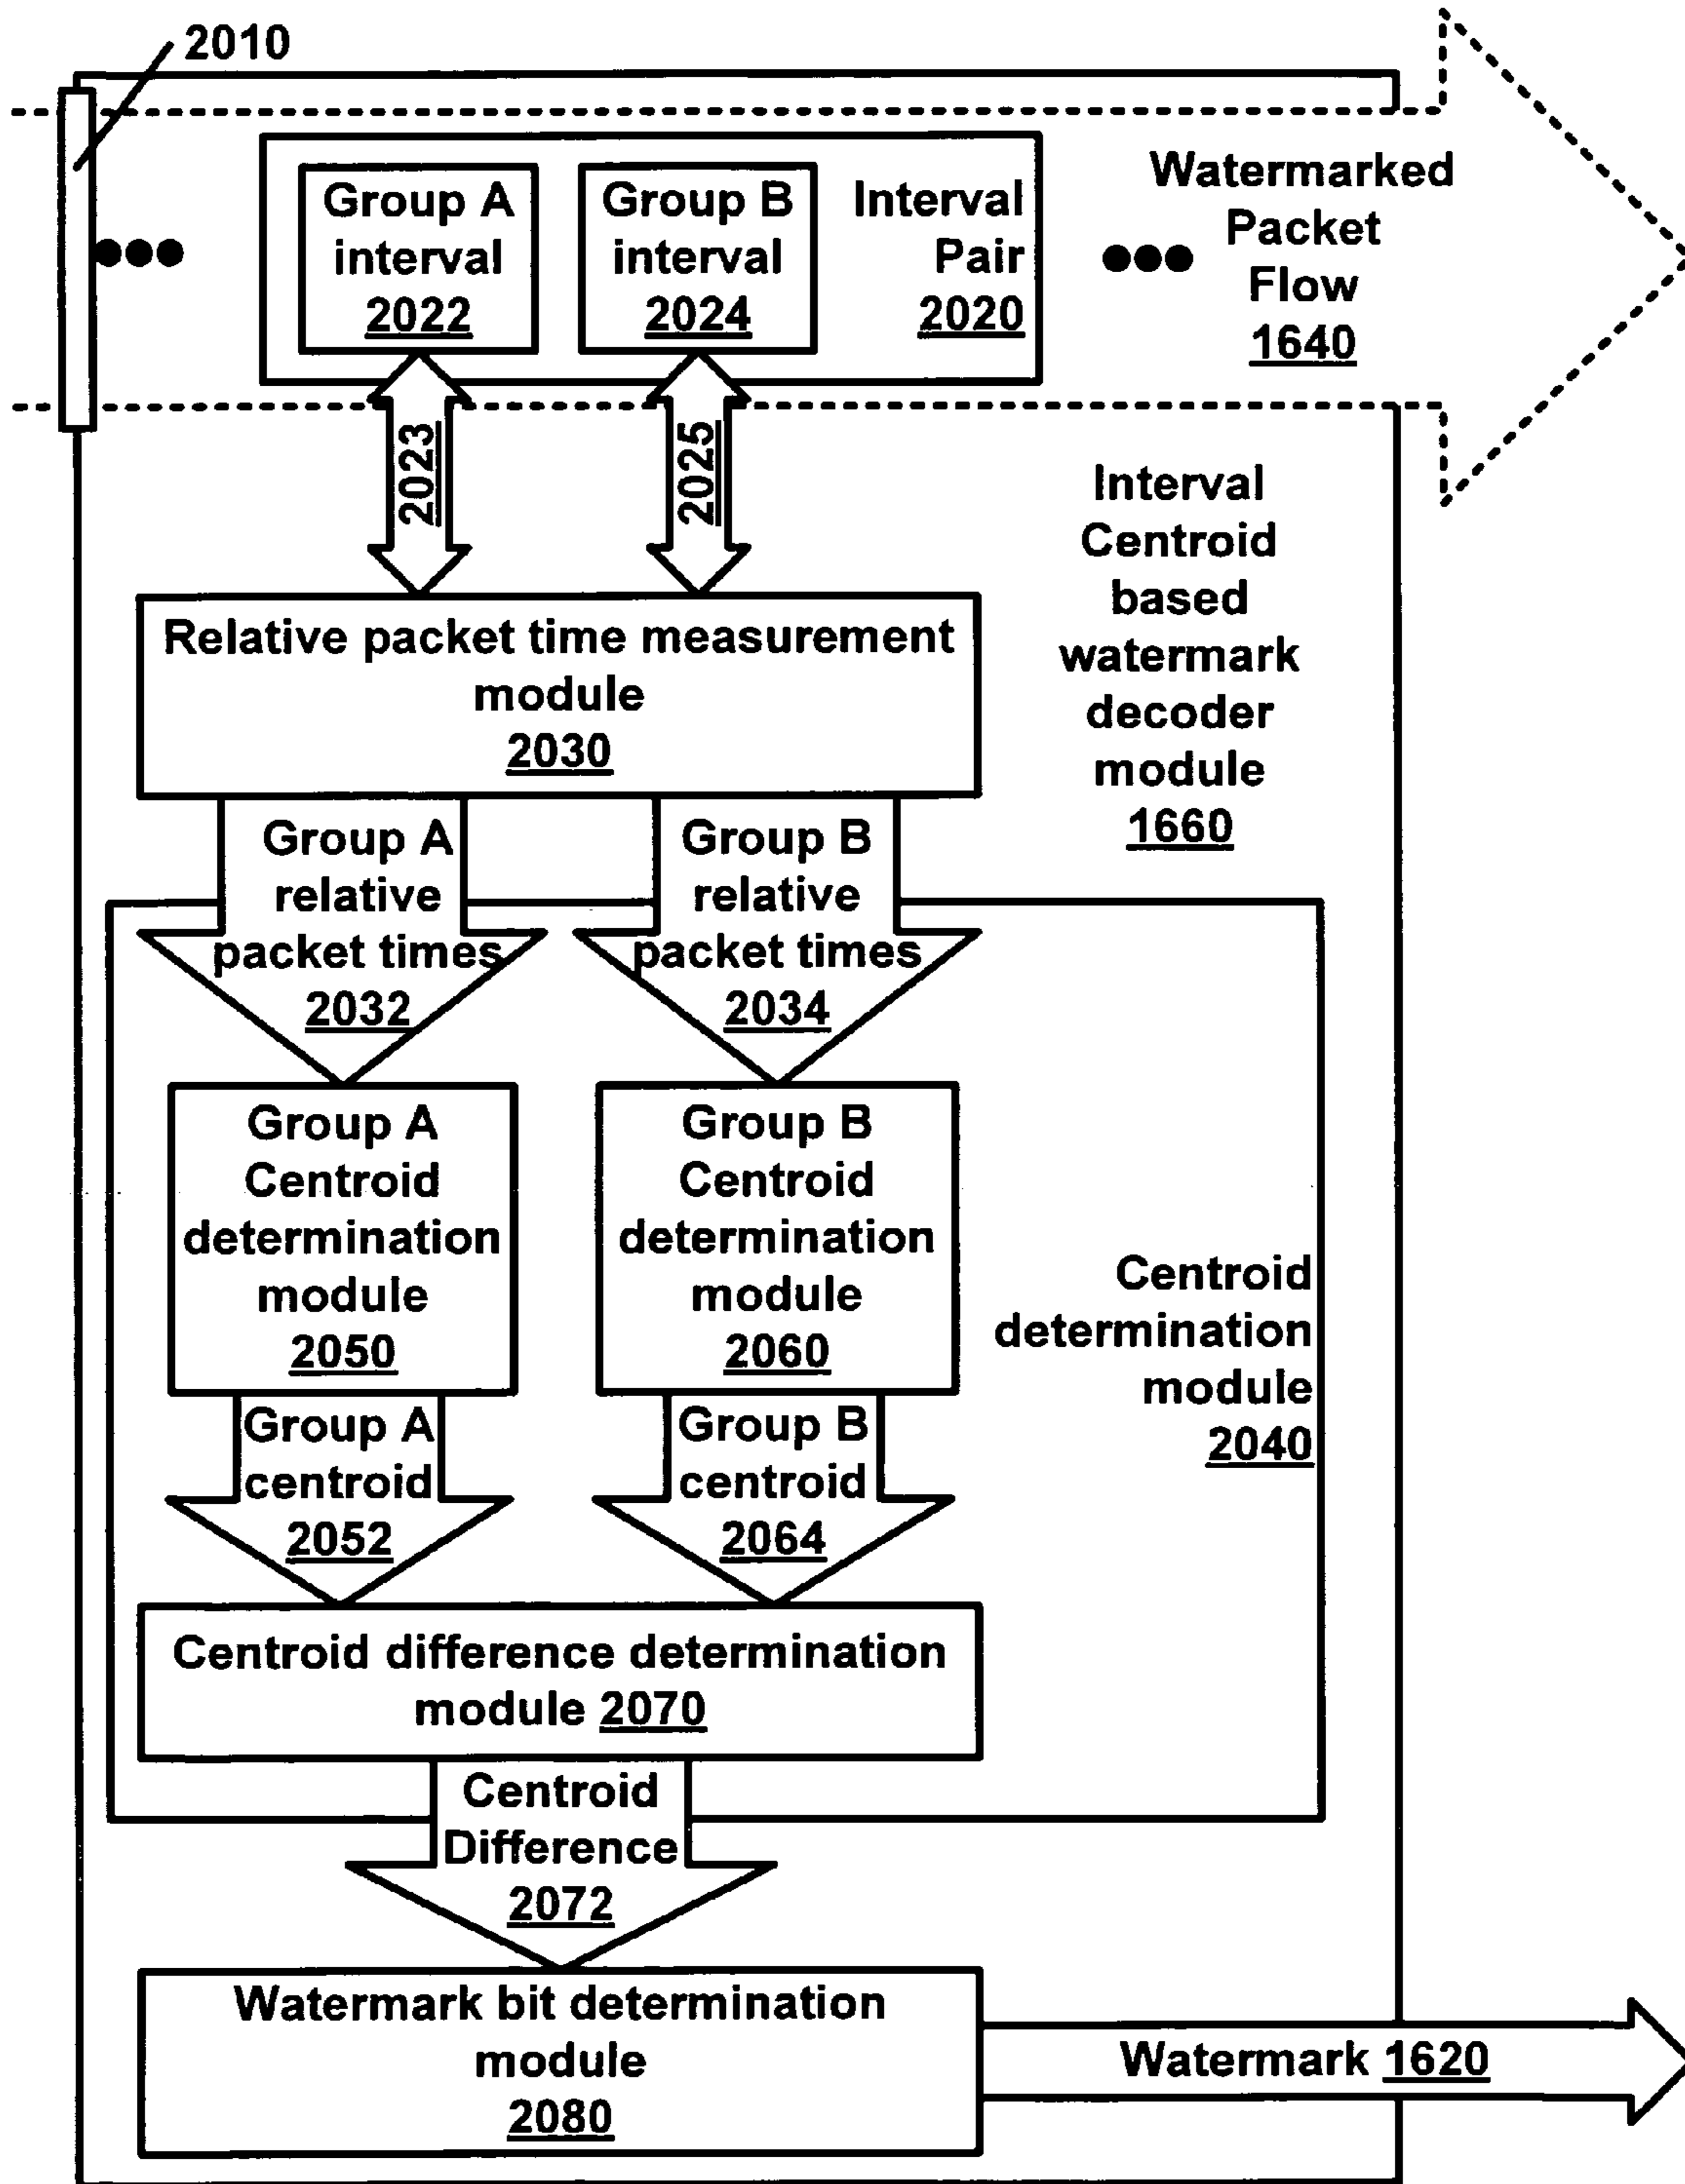 2010
Group A
interval
2022
Group B
interval
2024
Interval
Pair
2020
Watermarked
Packet
Flow
1640
2023
2025
Interval
Centroid
based
watermark
decoder
module
1660
Relative packet time measurement
module
2030
Group A
relative
packet times
2032
Group B
relative
packet times
2034
Group A
Centroid
determination
module
2050
Group B
Centroid
determination
module
2060
Centroid
determination
module
2040
Group A
centroid
2052
Group B
centroid
2064
Centroid difference determination
module 2070
Centroid
Difference
2072
Watermark bit determination
module
2080
Watermark 1620